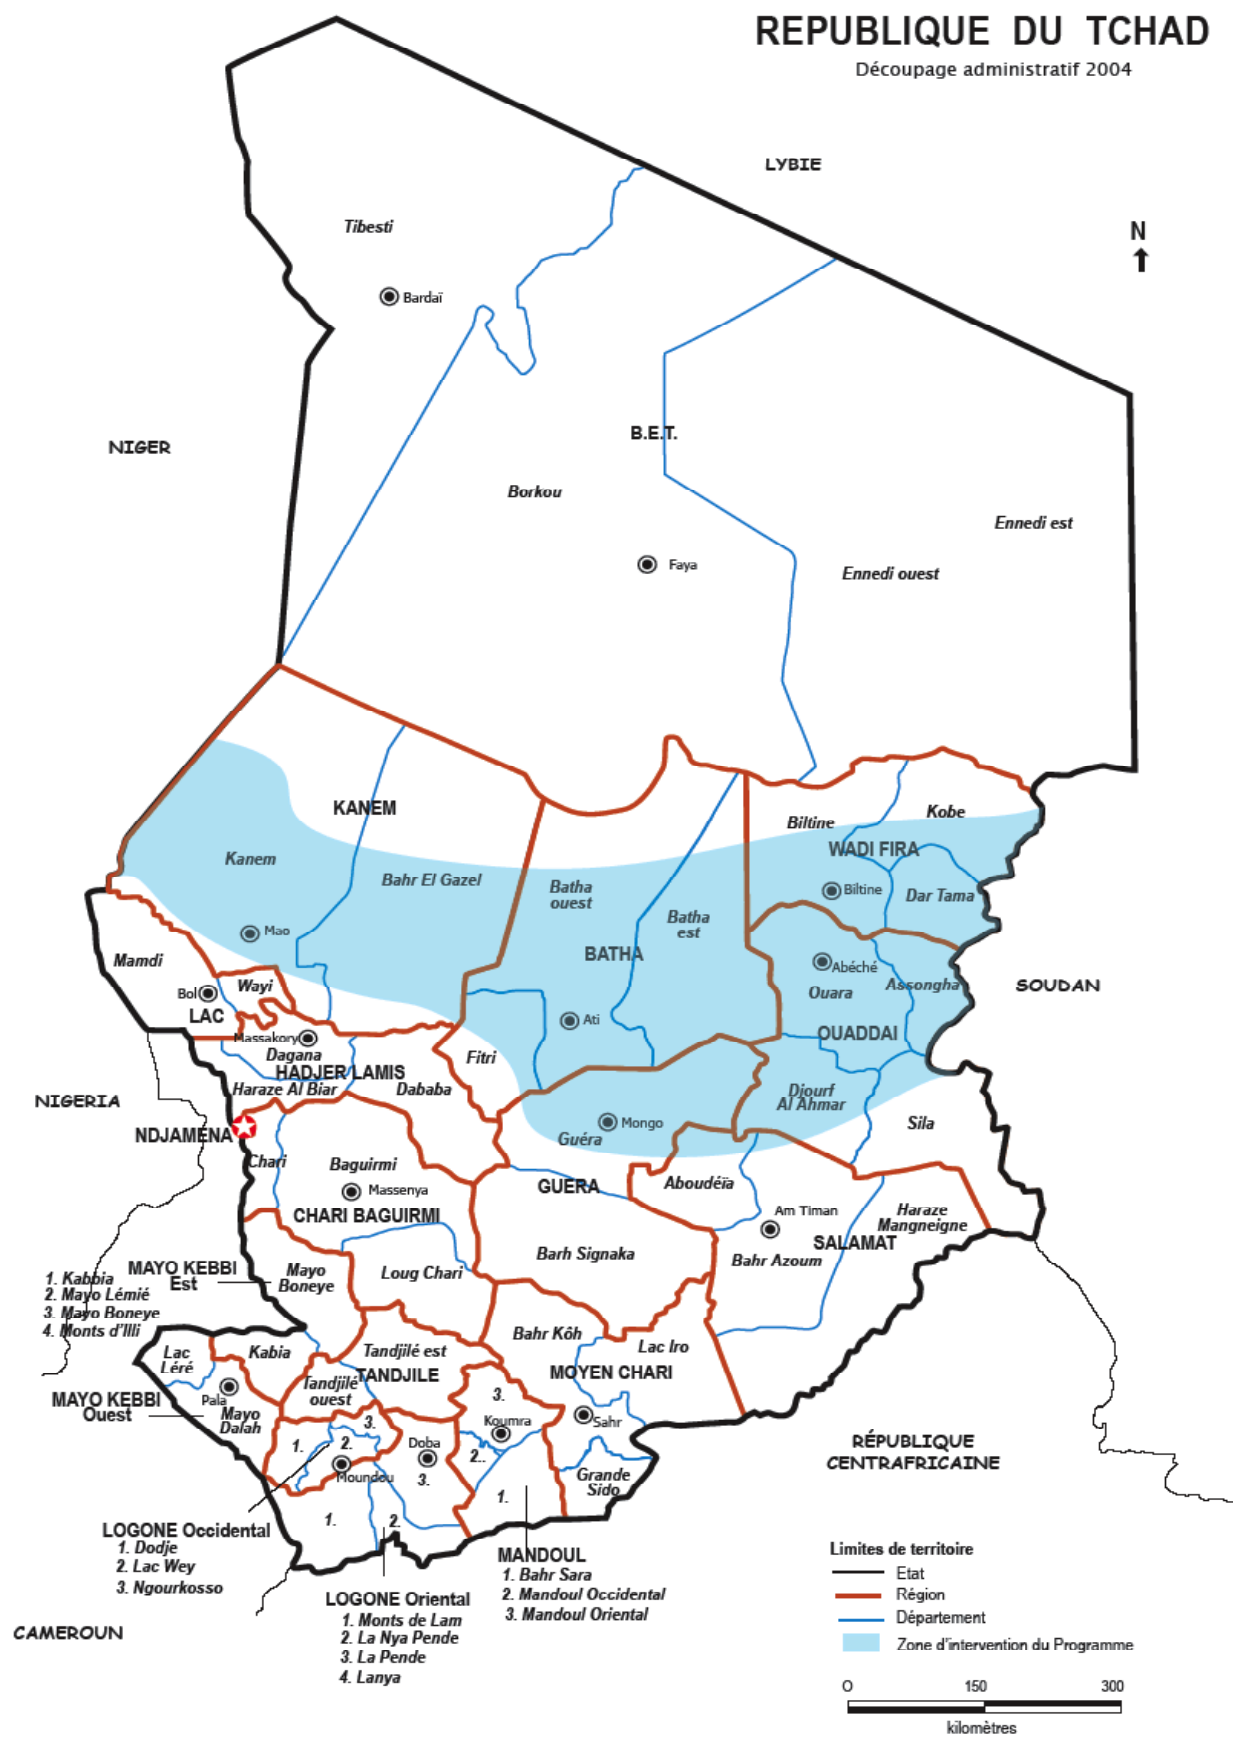 REPUBLIQUE DU TCHAD
Découpage administratif 2004
LYBIE
N
Tibesti
Bardaï
NIGER
B.E.T.
Borkou
Ennedi est
Faya
Ennedi ouest
KANEM
Biltine
Kobe
WADI FIRA
Kanem
Bahr El Gazel
Batha
ouest
Biltine
Dar Tama
Batha
est
Mao
BATHA
Mamdi
Abéché
Wayi
Bol
Ouara
Assongha
SOUDAN
LAC
Ati
OUADDAI
Massakory
Dagana
Fitri
HADJER LAMIS
Haraze Al Biar
Dababa
Djourf
Al Ahmar
NIGERIA
Mongo
Sila
NDJAMENA
Guéra
Chari
Baguirmi
Massenya
GUERA
Aboudéïa
CHARI BAGUIRMI
Am Timan
Haraze
Mangneigne
SALAMAT
Barh Signaka
Bahr Azoum
MAYO KEBBI
Est
Mayo
Boneye
Loug Chari
1. Kabbia
2. Mayo Lémié
3. Mayo Boneye
4. Monts d'Illi
Bahr Kôh
Lac Iro
Lac
Léré
Kabia
Tandjilé est
MOYEN CHARI
TANDJILE
Tandjilé
ouest
MAYO KEBBI
Ouest
Pala
Mayo
Dalah
3.
Koumra
Sahr
3.
1.
2.
Doba
2..
Moundou
3.
Grande
Sido
1.
RÉPUBLIQUE
CENTRAFRICAINE
1.
2.
LOGONE Occidental
1. Dodje
2. Lac Wey
3. Ngourkosso
MANDOUL
1. Bahr Sara
2. Mandoul Occidental
3. Mandoul Oriental
LOGONE Oriental
1. Monts de Lam
2. La Nya Pende
3. La Pende
4. Lanya
CAMEROUN
Limites de territoire
Etat
Région
Département
Zone d'intervention du Programme
O 150 300
kilomètres